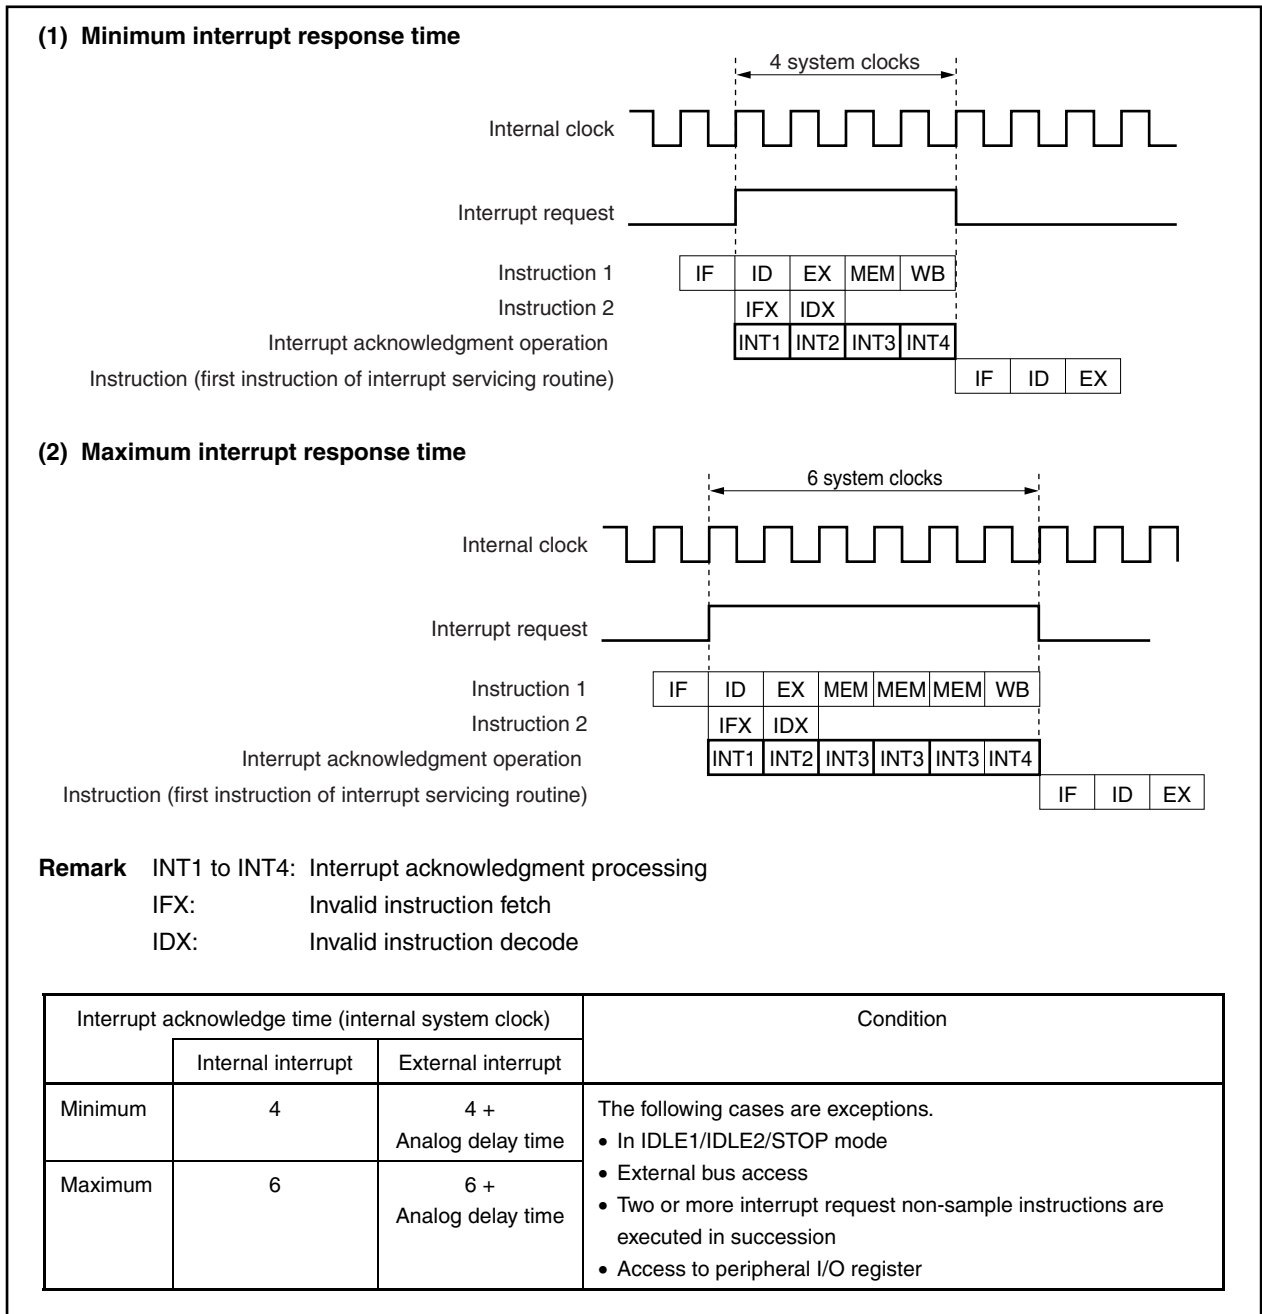 (1) Minimum interrupt response time
4 system clocks
Internal clock
Interrupt request
Instruction 1 IF ID EX MEM WB
Instruction 2 IFX IDX
Interrupt acknowledgment operation INT1 INT2 INT3 INT4
Instruction (first instruction of interrupt servicing routine) IF ID EX
(2) Maximum interrupt response time
6 system clocks
Internal clock
Interrupt request
Instruction 1 IF ID EX MEM MEM MEM WB
Instruction 2 IFX IDX
Interrupt acknowledgment operation INT1 INT2 INT3 INT3 INT3 INT4
Instruction (first instruction of interrupt servicing routine) IF ID EX
Remark INT1 to INT4: Interrupt acknowledgment processing
IFX: Invalid instruction fetch
IDX: Invalid instruction decode
Interrupt acknowledge time (internal system clock) Condition
Internal interrupt External interrupt
Minimum 4 4 +
Analog delay time
Maximum 6 6 +
Analog delay time
The following cases are exceptions.
• In IDLE1/IDLE2/STOP mode
• External bus access
• Two or more interrupt request non-sample instructions are
executed in succession
• Access to peripheral I/O register